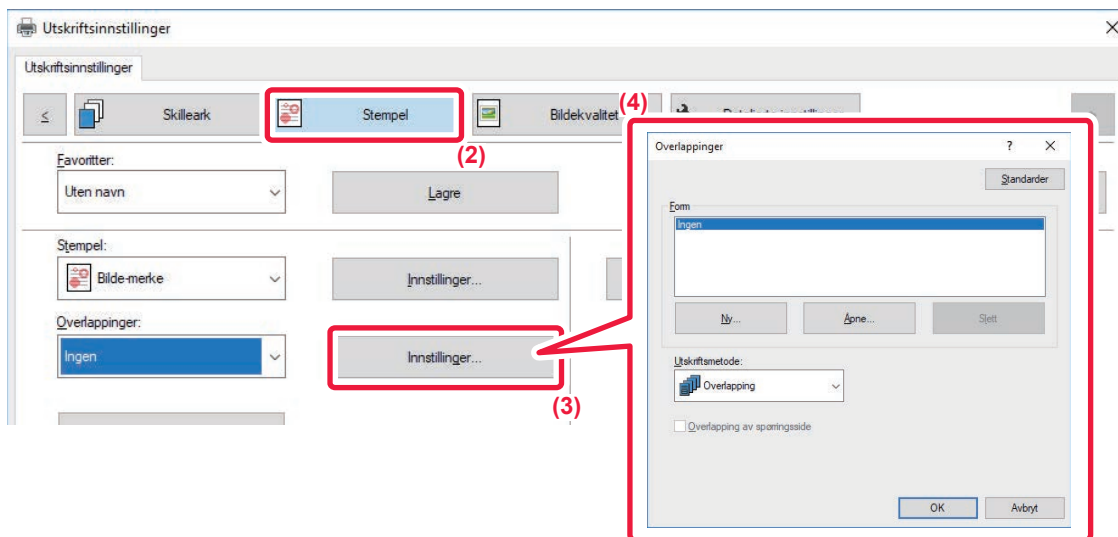 Utskriftsinnstillinger
Utskriftsinnstillinger
< Skilleark Stempel Bildekvalitet
(4)
(2)
Favoritter:
Uten navn Lagre
Stempel:
Bilde-merke Innstillinger...
Overlappinger:
Ingen Innstillinger...
(3)
Overlappinger ?
Standarder
Form
Ingen
Ny... Åpne... Slett
Utskriftsmetode:
Overlapping
Overlapping av spørringsside
OK Avbryt